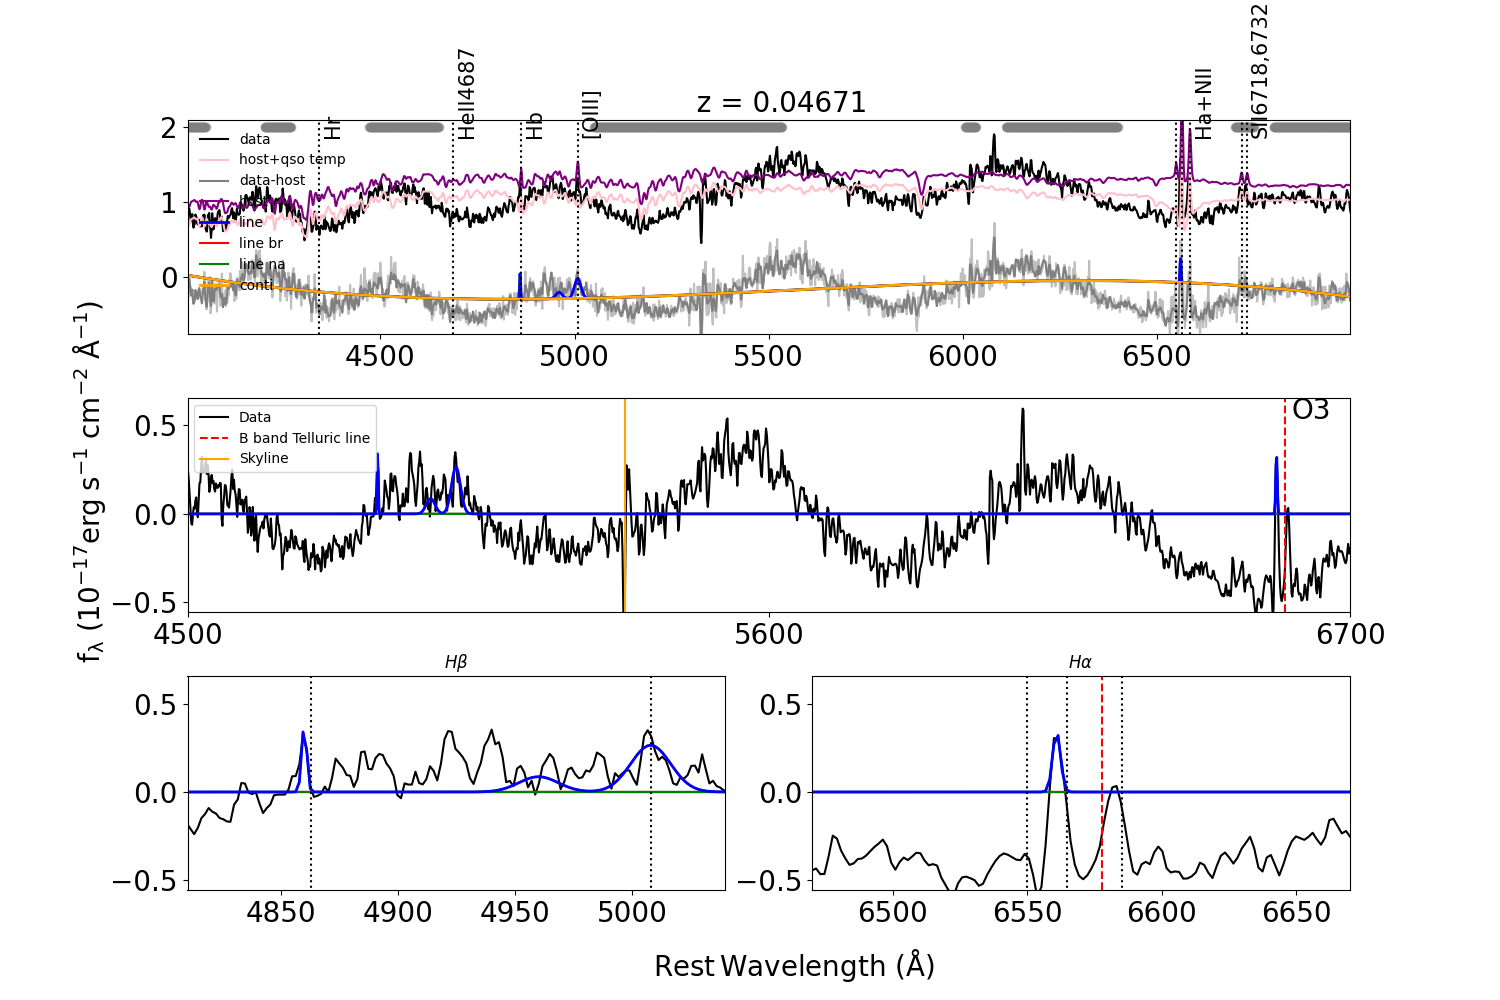 z = 0.04671
Hr
HeII4687
Hb
[OIII]
Ha+NII
SII6718,6732
data
host+qso temp
data-host
line
line br
line na
conti
2
1
0
4500 5000 5500 6000 6500
f_λ (10⁻¹⁷erg s⁻¹ cm⁻² Å⁻¹)
Data
B band Telluric line
Skyline
O3
0.5
0.0
−0.5
4500 5600 6700
Hβ
0.5
0.0
−0.5
4850 4900 4950 5000
Hα
0.5
0.0
−0.5
6500 6550 6600 6650
Rest Wavelength (Å)